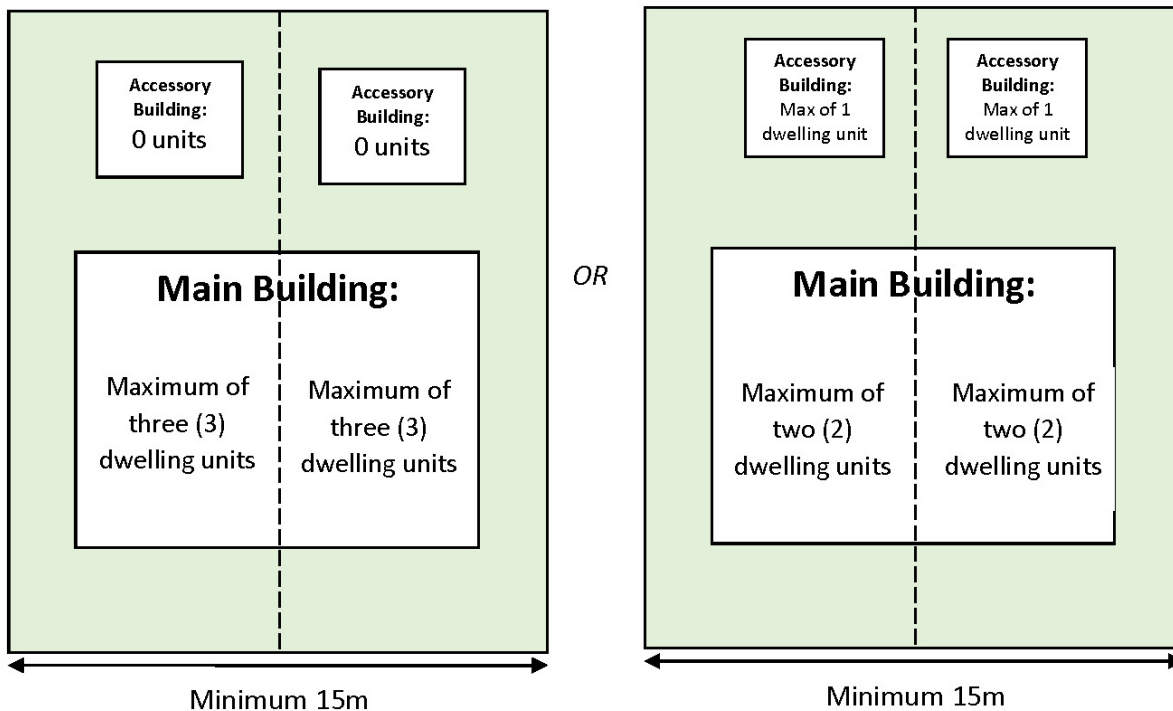 Accessory
Building:
0 units
Accessory
Building:
0 units
Main Building:
Maximum of
three (3)
dwelling units
Maximum of
three (3)
dwelling units
Minimum 15m
OR
Accessory
Building:
Max of 1
dwelling unit
Accessory
Building:
Max of 1
dwelling unit
Main Building:
Maximum of
two (2)
dwelling units
Maximum of
two (2)
dwelling units
Minimum 15m